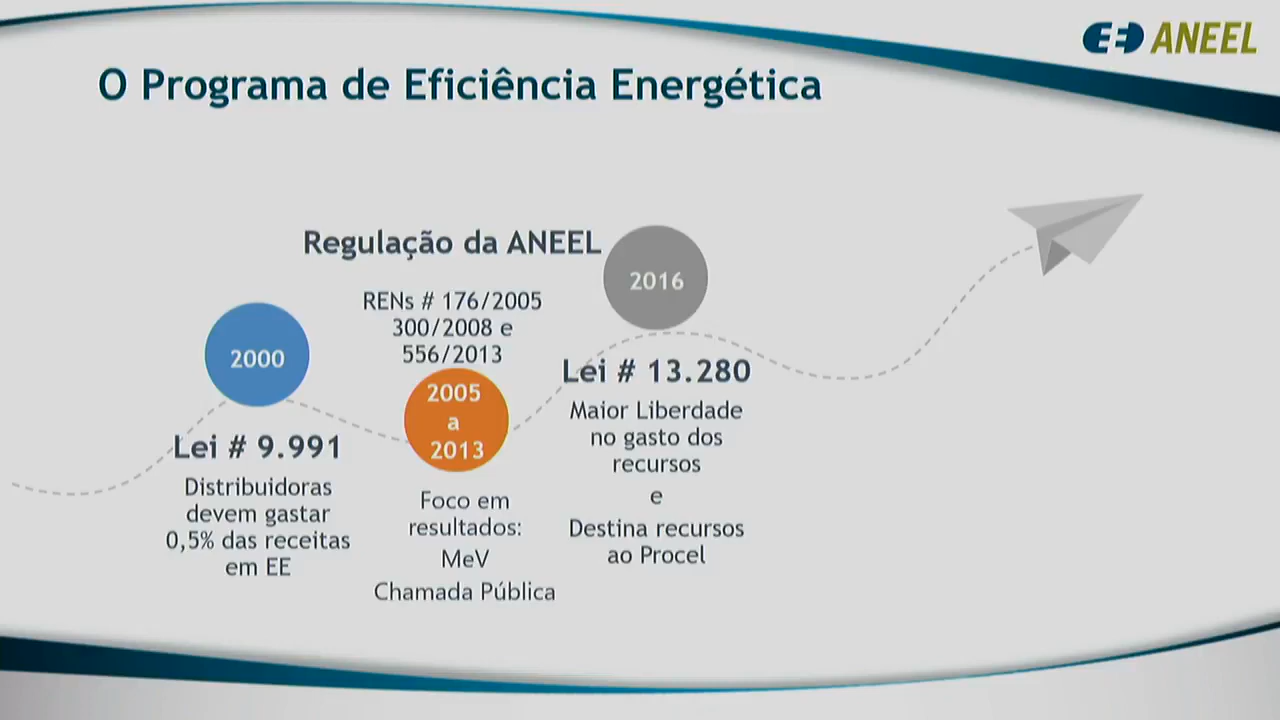 ANEEL
O Programa de Eficiência Energética
2000
Lei # 9.991
Distribuidoras
devem gastar
0,5% das receitas
em EE
Regulação da ANEEL
RENs # 176/2005
300/2008 e
556/2013
2005
a
2013
Foco em
resultados:
MeV
Chamada Pública
2016
Lei # 13.280
Maior Liberdade
no gasto dos
recursos
e
Destina recursos
ao Procel